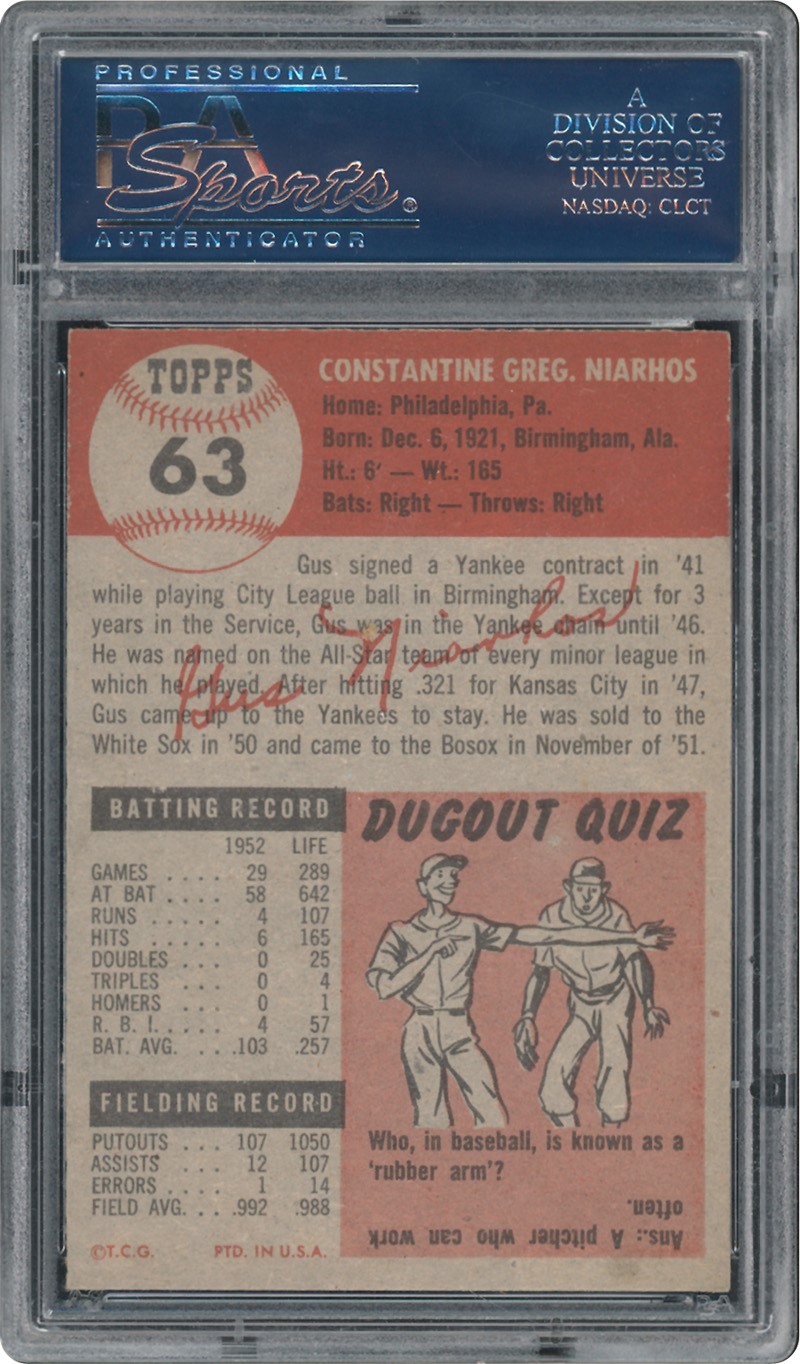 PROFESSIONAL
PSA
Sports®
AUTHENTICATOR
A
DIVISION OF
COLLECTORS
UNIVERSE
NASDAQ: CLCT
TOPPS
63
CONSTANTINE GREG. NIARHOS
Home: Philadelphia, Pa.
Born: Dec. 6, 1921, Birmingham, Ala.
Ht.: 6' — Wt.: 165
Bats: Right — Throws: Right
Gus signed a Yankee contract in '41
while playing City League ball in Birmingham. Except for 3
years in the Service, Gus was in the Yankee chain until '46.
He was named on the All-Star team of every minor league in
which he played. After hitting .321 for Kansas City in '47,
Gus came up to the Yankees to stay. He was sold to the
White Sox in '50 and came to the Bosox in November of '51.
Gus Niarhos
BATTING RECORD
1952 LIFE
GAMES .... 29 289
AT BAT .... 58 642
RUNS ..... 4 107
HITS ..... 6 165
DOUBLES ... 0 25
TRIPLES ... 0 4
HOMERS ... 0 1
R. B. I. .... 4 57
BAT. AVG. ... .103 .257
FIELDING RECORD
PUTOUTS ... 107 1050
ASSISTS ... 12 107
ERRORS .... 1 14
FIELD AVG. ... .992 .988
©T.C.G. PTD. IN U.S.A.
DUGOUT QUIZ
Who, in baseball, is known as a
'rubber arm'?
Ans.: A pitcher who can work
often.